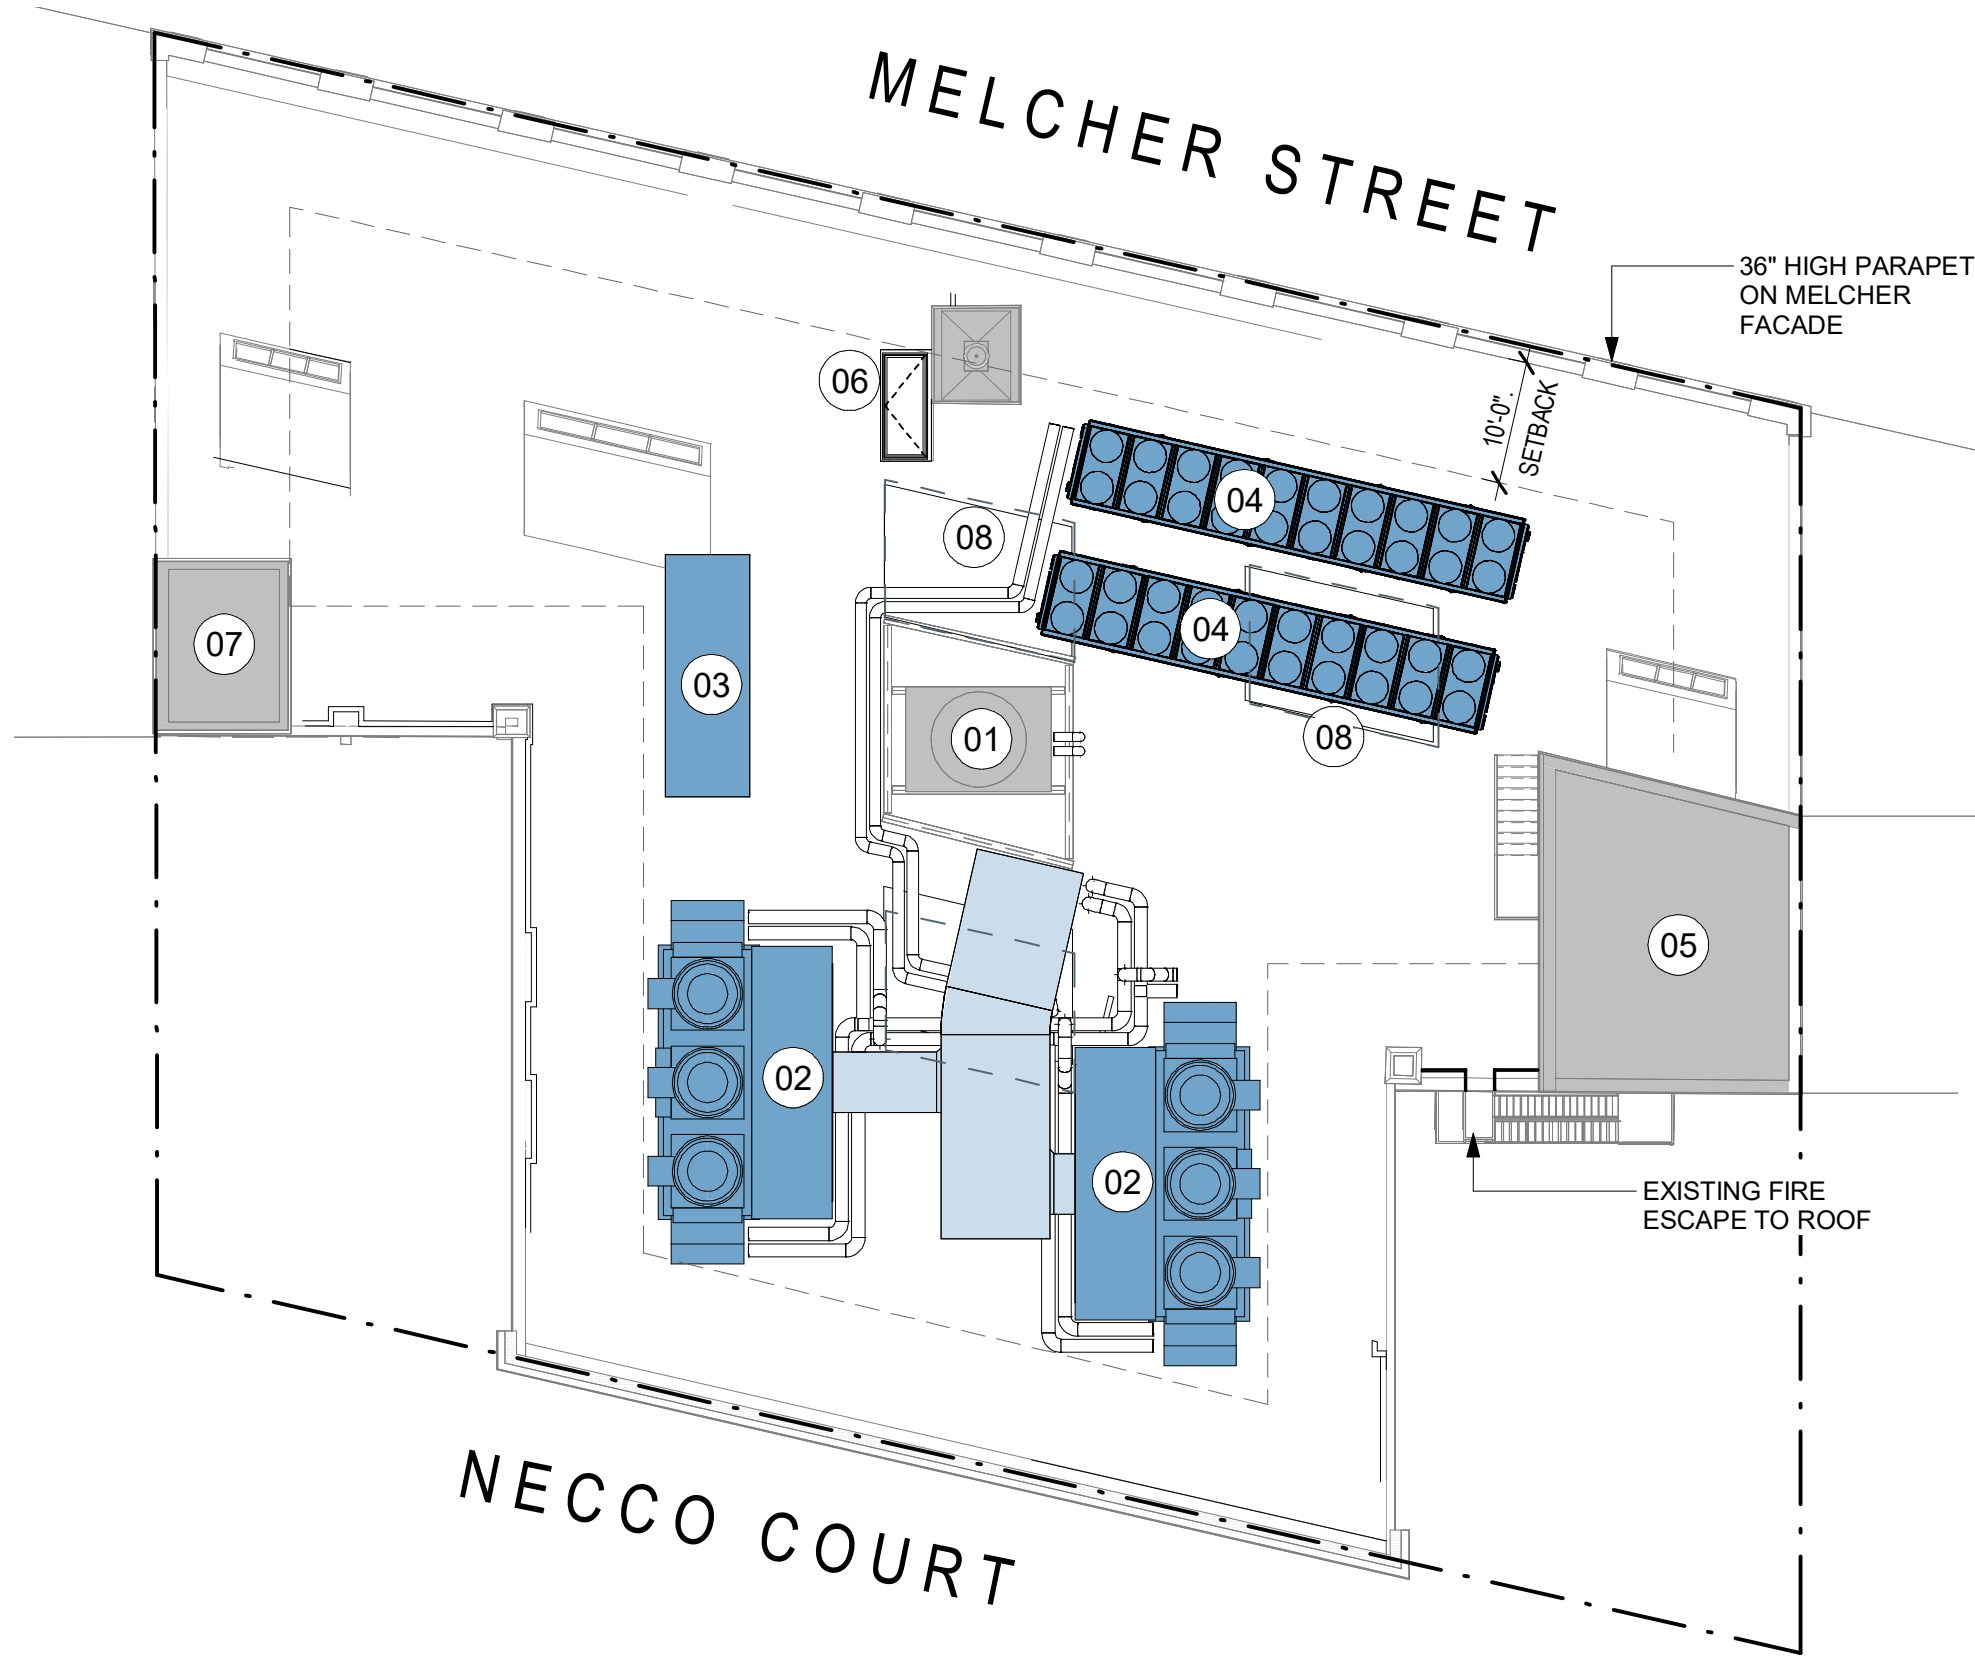 MELCHER STREET
36" HIGH PARAPET
ON MELCHER
FACADE
10'-0".
SETBACK
06
04
08
04
07
03
01
08
05
02
02
EXISTING FIRE
ESCAPE TO ROOF
NECCO COURT